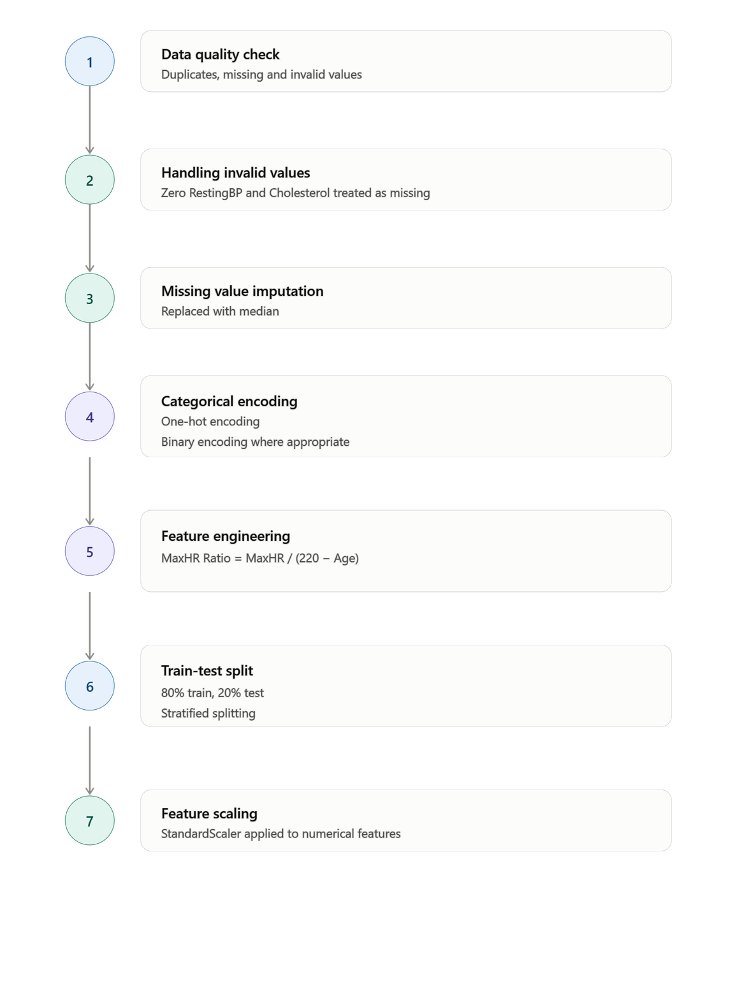 1
Data quality check
Duplicates, missing and invalid values
2
Handling invalid values
Zero RestingBP and Cholesterol treated as missing
3
Missing value imputation
Replaced with median
4
Categorical encoding
One-hot encoding
Binary encoding where appropriate
5
Feature engineering
MaxHR Ratio = MaxHR / (220 − Age)
6
Train-test split
80% train, 20% test
Stratified splitting
7
Feature scaling
StandardScaler applied to numerical features